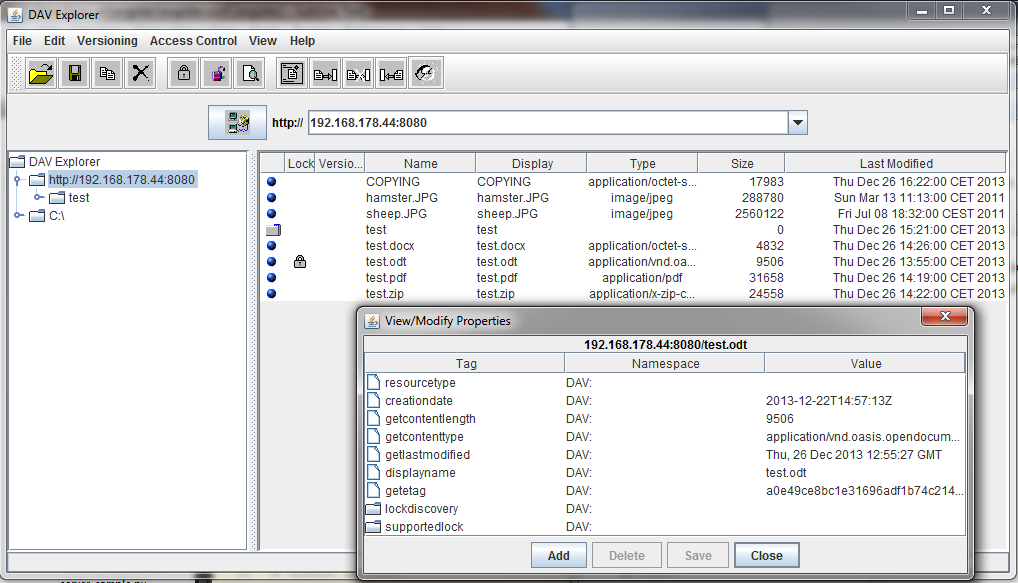 DAV Explorer
File Edit Versioning Access Control View Help
http:// 192.168.178.44:8080
DAV Explorer
http://192.168.178.44:8080
test
C:\
Lock Versio... Name Display Type Size Last Modified
COPYING COPYING application/octet-s... 17983 Thu Dec 26 16:22:00 CET 2013
hamster.JPG hamster.JPG image/jpeg 288780 Sun Mar 13 11:13:00 CET 2011
sheep.JPG sheep.JPG image/jpeg 2560122 Fri Jul 08 18:32:00 CEST 2011
test test 0 Thu Dec 26 15:21:00 CET 2013
test.docx test.docx application/octet-s... 4832 Thu Dec 26 14:26:00 CET 2013
test.odt test.odt application/vnd.oa... 9506 Thu Dec 26 13:55:00 CET 2013
test.pdf test.pdf application/pdf 31658 Thu Dec 26 14:19:00 CET 2013
test.zip test.zip application/x-zip-c... 24558 Thu Dec 26 14:22:00 CET 2013
View/Modify Properties
192.168.178.44:8080/test.odt
Tag Namespace Value
resourcetype DAV:
creationdate DAV: 2013-12-22T14:57:13Z
getcontentlength DAV: 9506
getcontenttype DAV: application/vnd.oasis.opendocum...
getlastmodified DAV: Thu, 26 Dec 2013 12:55:27 GMT
displayname DAV: test.odt
getetag DAV: a0e49ce8bc1e31696adf1b74c214...
lockdiscovery DAV:
supportedlock DAV:
Add Delete Save Close